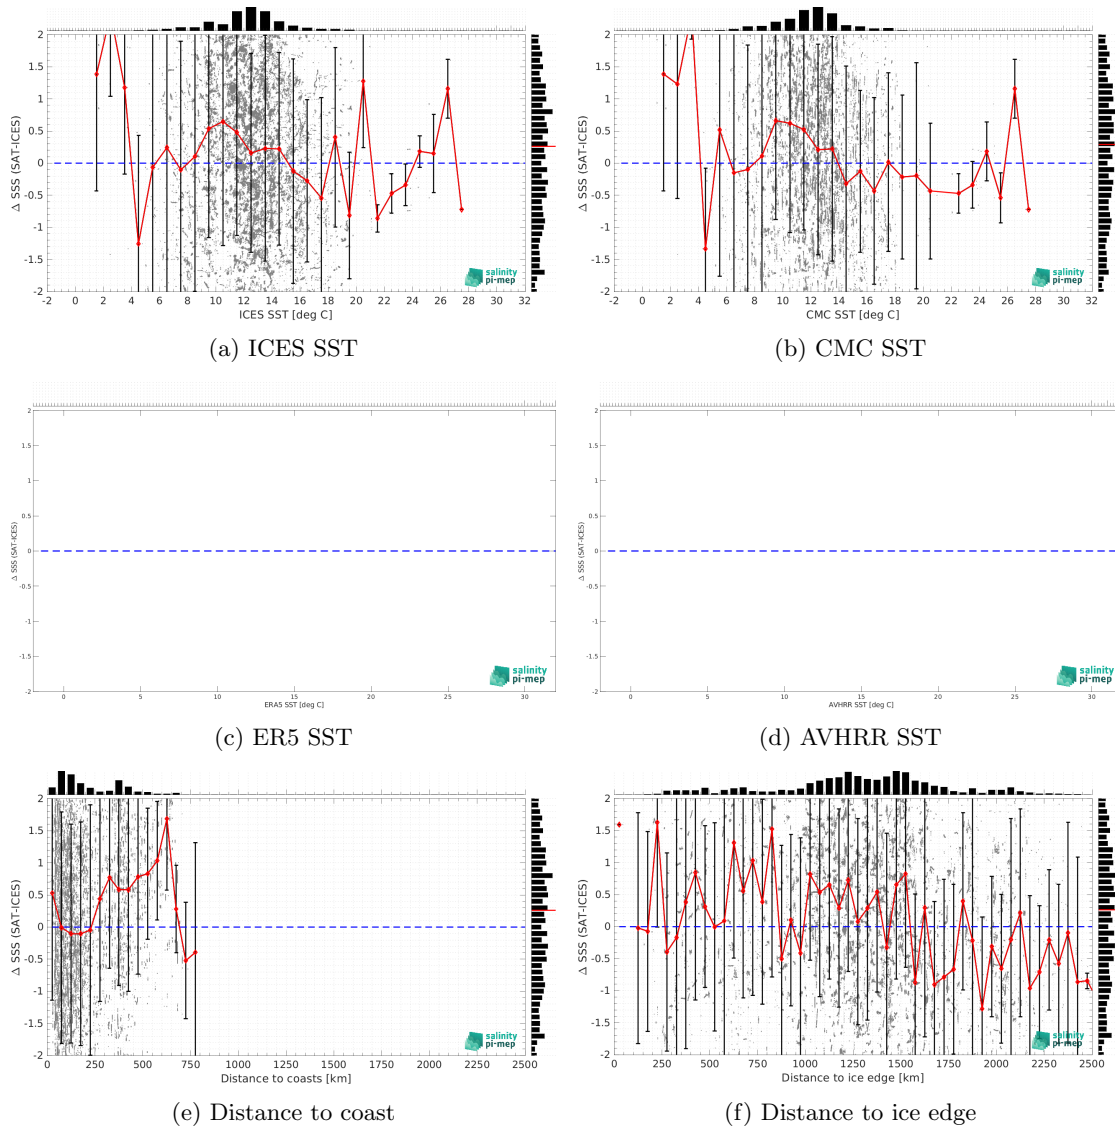 2
1.5
1
0.5
0
-0.5
-1
-1.5
-2
Δ SSS (SAT-ICES)
-2 0 2 4 6 8 10 12 14 16 18 20 22 24 26 28 30 32
ICES SST [deg C]
salinity
pi-mep
(a) ICES SST
2
1.5
1
0.5
0
-0.5
-1
-1.5
-2
Δ SSS (SAT-ICES)
-2 0 2 4 6 8 10 12 14 16 18 20 22 24 26 28 30 32
CMC SST [deg C]
salinity
pi-mep
(b) CMC SST
2
1.5
1
0.5
0
-0.5
-1
-1.5
-2
Δ SSS (SAT-ICES)
0 5 10 15 20 25 30
ERA5 SST [deg C]
salinity
pi-mep
(c) ER5 SST
2
1.5
1
0.5
0
-0.5
-1
-1.5
-2
Δ SSS (SAT-ICES)
0 5 10 15 20 25 30
AVHRR SST [deg C]
salinity
pi-mep
(d) AVHRR SST
2
1.5
1
0.5
0
-0.5
-1
-1.5
-2
Δ SSS (SAT-ICES)
0 250 500 750 1000 1250 1500 1750 2000 2250 2500
Distance to coasts [km]
salinity
pi-mep
(e) Distance to coast
2
1.5
1
0.5
0
-0.5
-1
-1.5
-2
Δ SSS (SAT-ICES)
0 250 500 750 1000 1250 1500 1750 2000 2250 2500
Distance to ice edge [km]
salinity
pi-mep
(f) Distance to ice edge